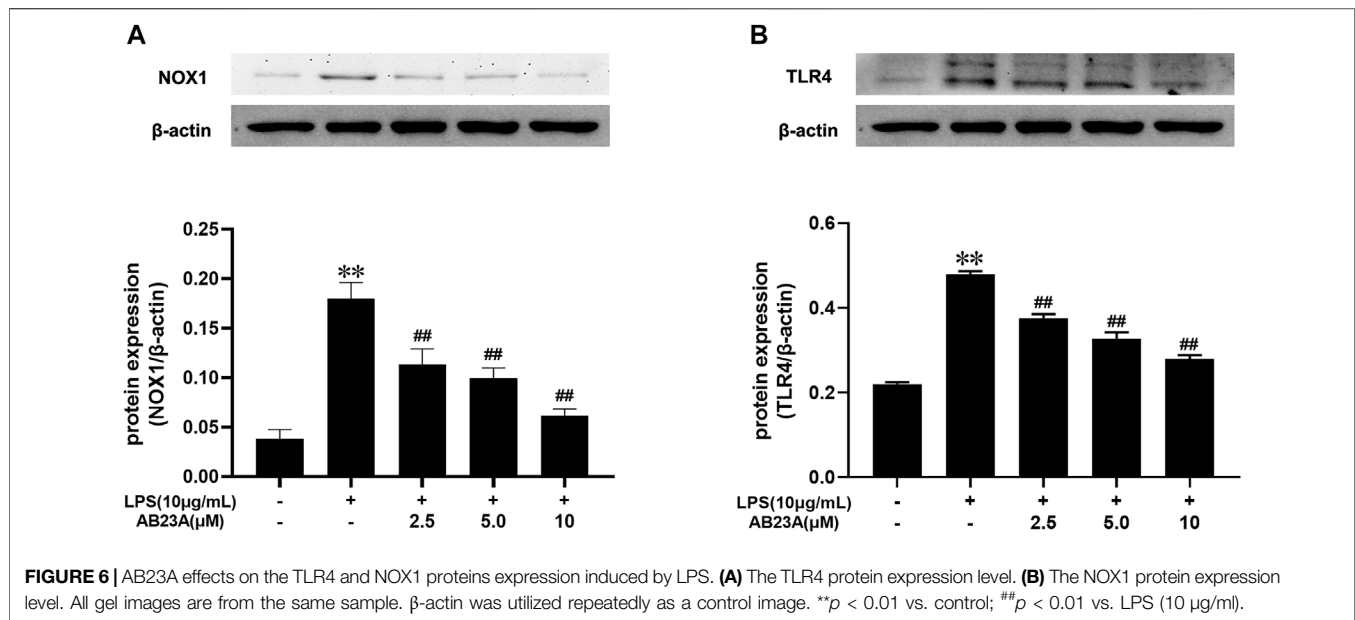 A
NOX1
β-actin
0.25
0.20
0.15
0.10
0.05
0.00
protein expression
(NOX1/β-actin)
**
##
##
##
LPS(10μg/mL) - + + + +
AB23A(μM) - - 2.5 5.0 10
B
TLR4
β-actin
0.6
0.4
0.2
0.0
protein expression
(TLR4/β-actin)
**
##
##
##
LPS(10μg/mL) - + + + +
AB23A(μM) - - 2.5 5.0 10
FIGURE 6 | AB23A effects on the TLR4 and NOX1 proteins expression induced by LPS. (A) The TLR4 protein expression level. (B) The NOX1 protein expression
level. All gel images are from the same sample. β-actin was utilized repeatedly as a control image. **p < 0.01 vs. control; ##p < 0.01 vs. LPS (10 μg/ml).